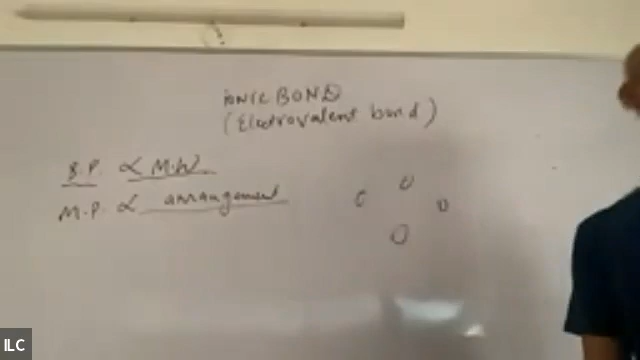 IONIC BOND
(Electrovalent bond)
B.P. ∝ M.W.
M.P. ∝ arrangement
ILC